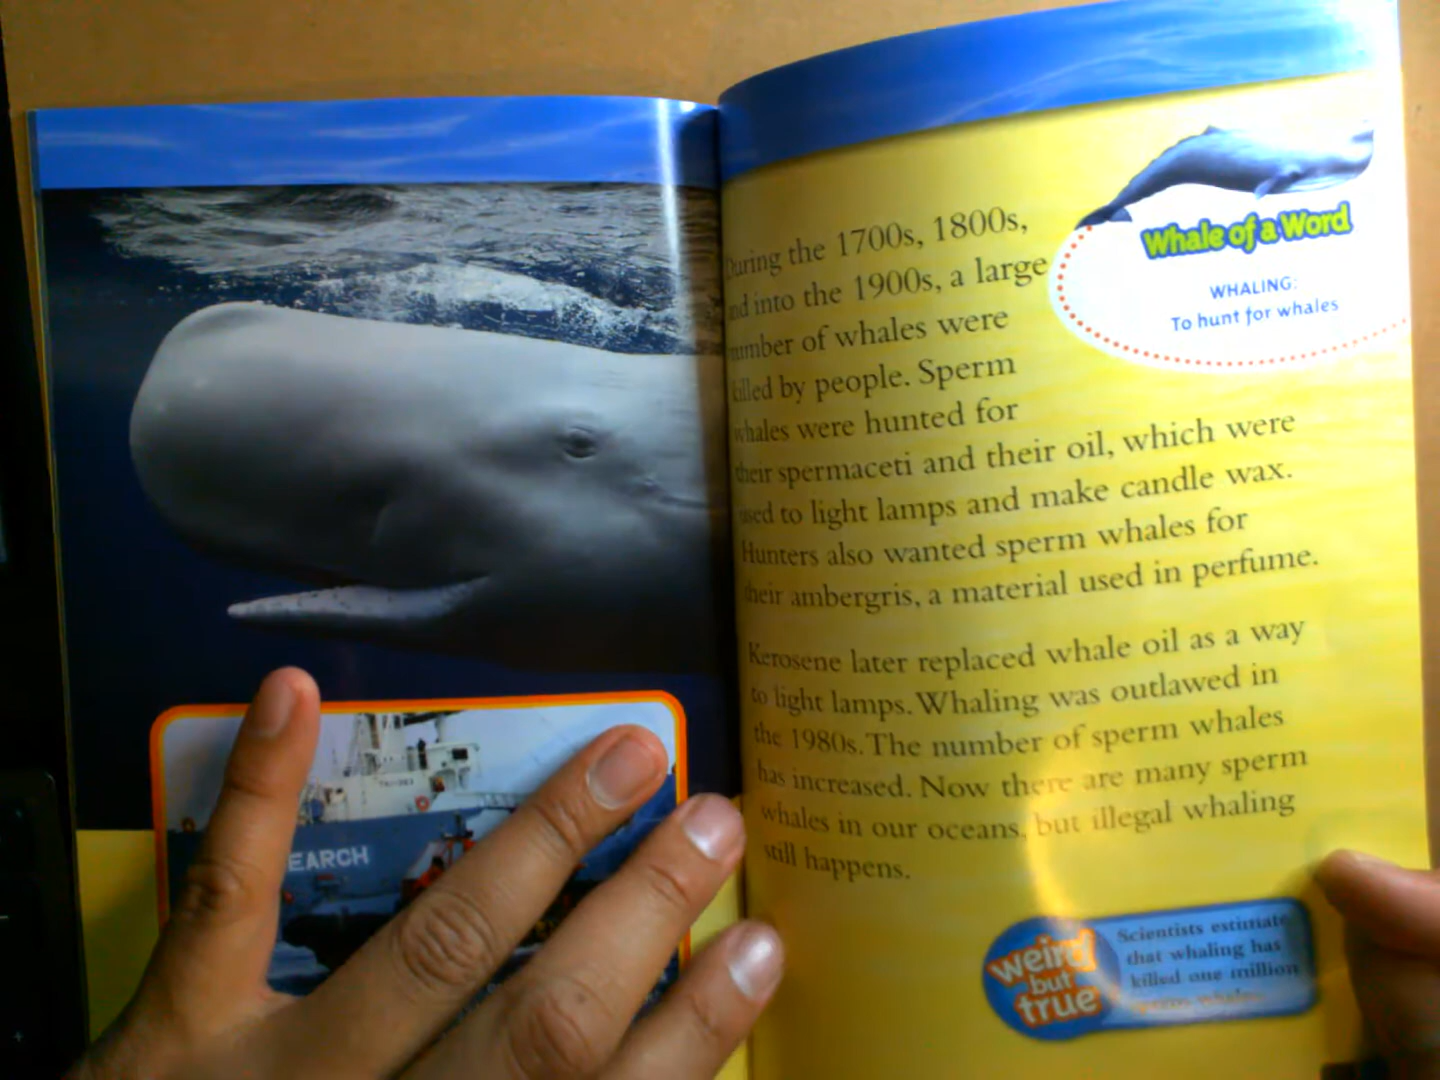 EARCH
During the 1700s, 1800s,
and into the 1900s, a large
number of whales were
killed by people. Sperm
whales were hunted for
their spermaceti and their oil, which were
used to light lamps and make candle wax.
Hunters also wanted sperm whales for
their ambergris, a material used in perfume.
Kerosene later replaced whale oil as a way
to light lamps. Whaling was outlawed in
the 1980s. The number of sperm whales
has increased. Now there are many sperm
whales in our oceans, but illegal whaling
still happens.
Whale of a Word
WHALING:
To hunt for whales
weird
but
true
Scientists estimate
that whaling has
killed one million
sperm whales.